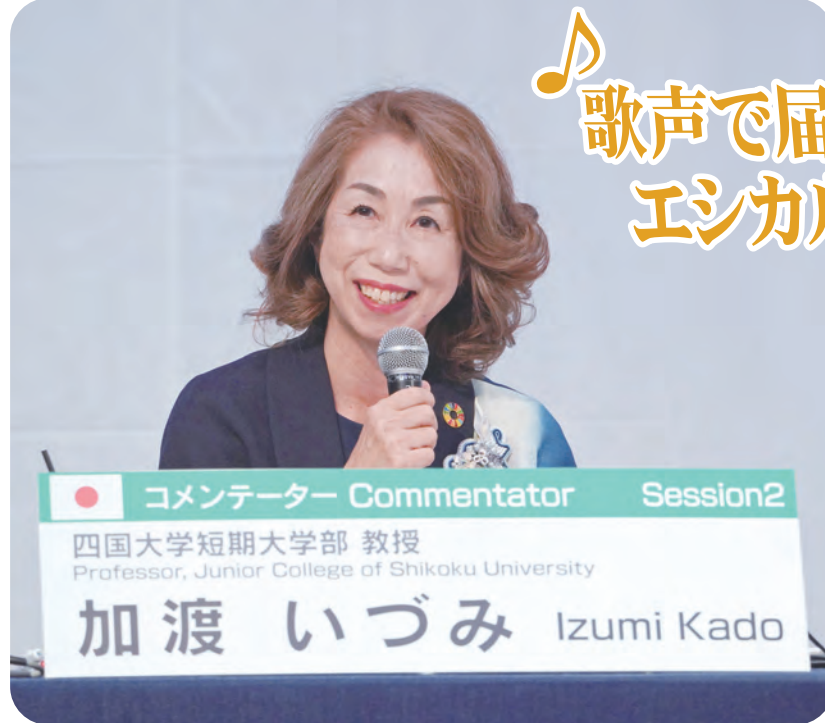 歌声で届
エシカル
コメンテーター Commentator Session2
四国大学短期大学部 教授
Professor, Junior College of Shikoku University
加渡 いづみ Izumi Kado